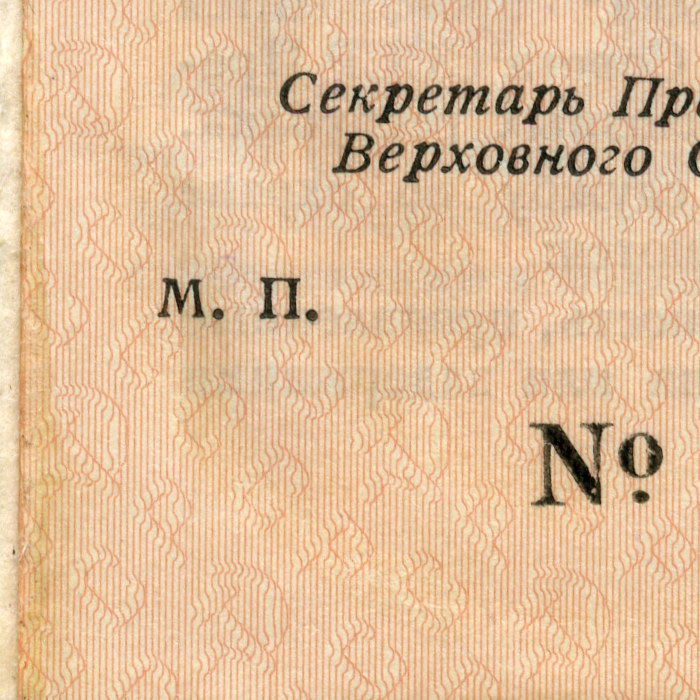 Секретарь Пр
Верховного С
М. П.
№